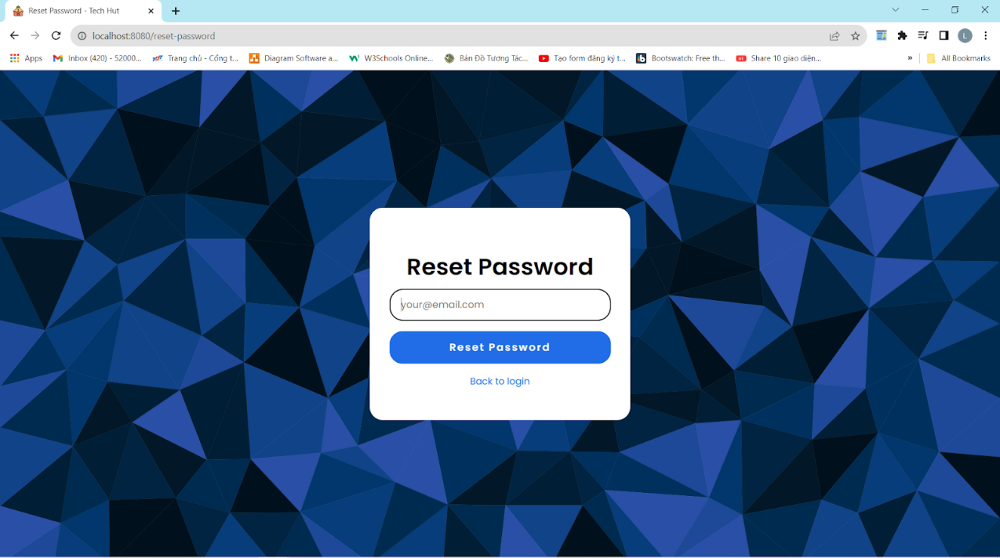 Reset Password - Tech Hut
localhost:8080/reset-password
L
Apps
Inbox (420) - 52000...
TDT Trang chủ - Cổng t...
Diagram Software a...
W3Schools Online...
Bản Đồ Tương Tác...
Tạo form đăng ký t...
Bootswatch: Free th...
Share 10 giao diện...
»
All Bookmarks
Reset Password
your@email.com
Reset Password
Back to login